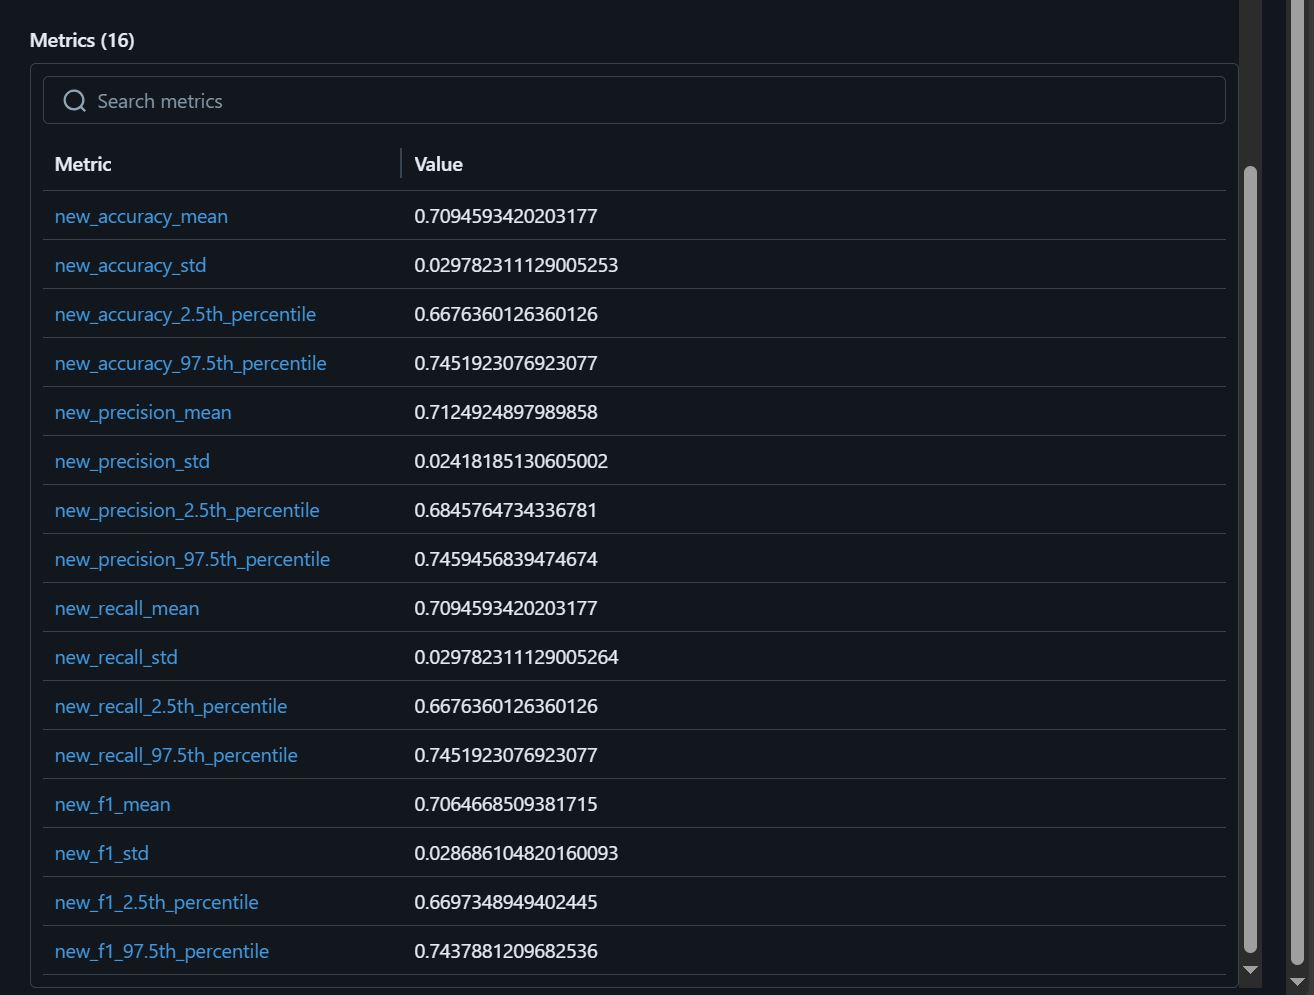 Metrics (16)
Search metrics
Metric Value
new_accuracy_mean 0.7094593420203177
new_accuracy_std 0.029782311129005253
new_accuracy_2.5th_percentile 0.6676360126360126
new_accuracy_97.5th_percentile 0.7451923076923077
new_precision_mean 0.7124924897989858
new_precision_std 0.02418185130605002
new_precision_2.5th_percentile 0.6845764734336781
new_precision_97.5th_percentile 0.7459456839474674
new_recall_mean 0.7094593420203177
new_recall_std 0.029782311129005264
new_recall_2.5th_percentile 0.6676360126360126
new_recall_97.5th_percentile 0.7451923076923077
new_f1_mean 0.7064668509381715
new_f1_std 0.028686104820160093
new_f1_2.5th_percentile 0.6697348949402445
new_f1_97.5th_percentile 0.7437881209682536